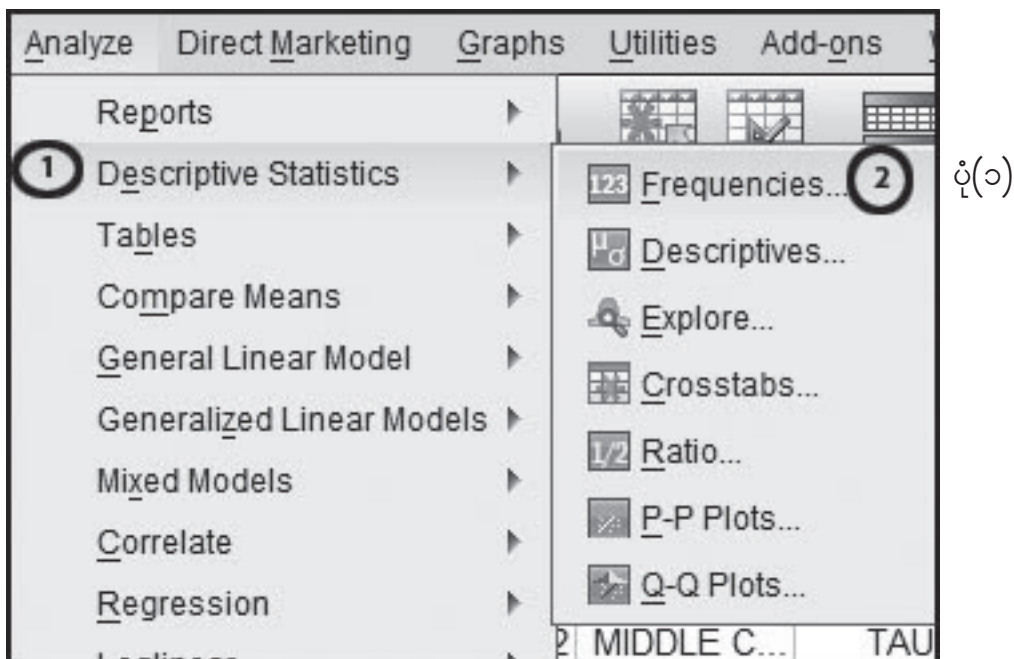 Analyze Direct Marketing Graphs Utilities Add-ons
Reports
1 Descriptive Statistics
Tables
Compare Means
General Linear Model
Generalized Linear Models
Mixed Models
Correlate
Regression
123 Frequencies... 2
μσ Descriptives...
Explore...
Crosstabs...
1/2 Ratio...
P-P Plots...
Q-Q Plots...
2 MIDDLE C... TAU
ပုံ(၁)